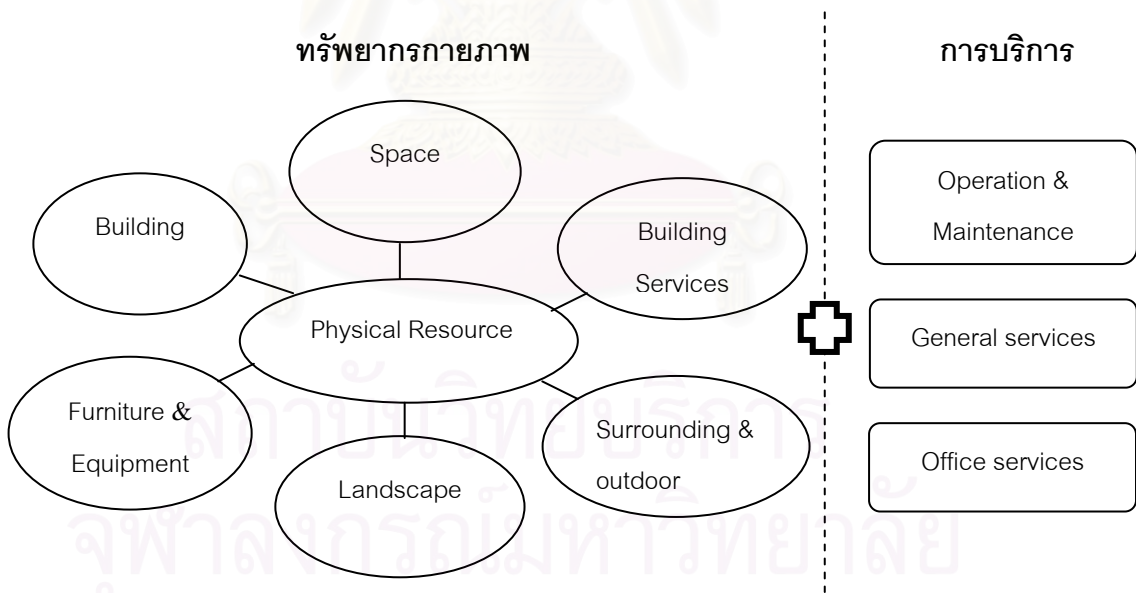 ทรัพยากรกายภาพ
การบริการ
Space
Building
Building
Services
Physical Resource
Furniture &
Equipment
Landscape
Surrounding &
outdoor
Operation &
Maintenance
General services
Office services
สถาบันวิทยบริการ
จุฬาลงกรณ์มหาวิทยาลัย